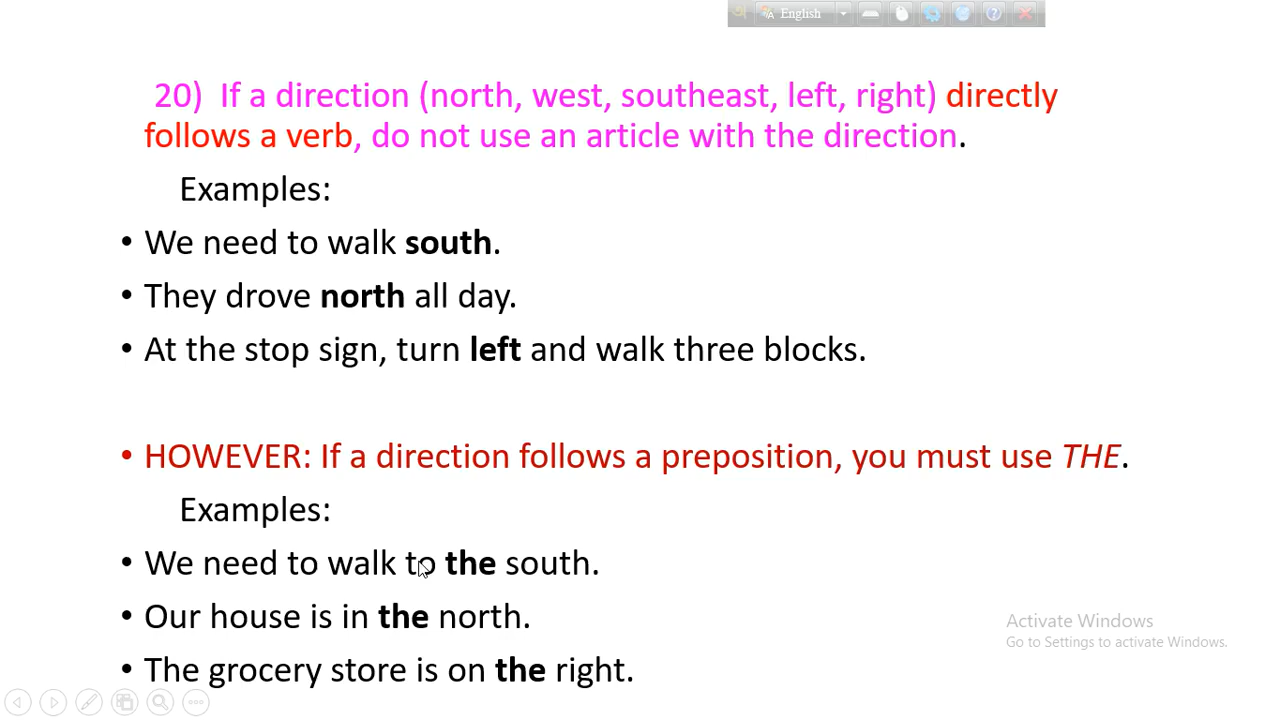 English
20) If a direction (north, west, southeast, left, right) directly
follows a verb, do not use an article with the direction.
Examples:
• We need to walk south.
• They drove north all day.
• At the stop sign, turn left and walk three blocks.
• HOWEVER: If a direction follows a preposition, you must use THE.
Examples:
• We need to walk to the south.
• Our house is in the north.
• The grocery store is on the right.
Activate Windows
Go to Settings to activate Windows.